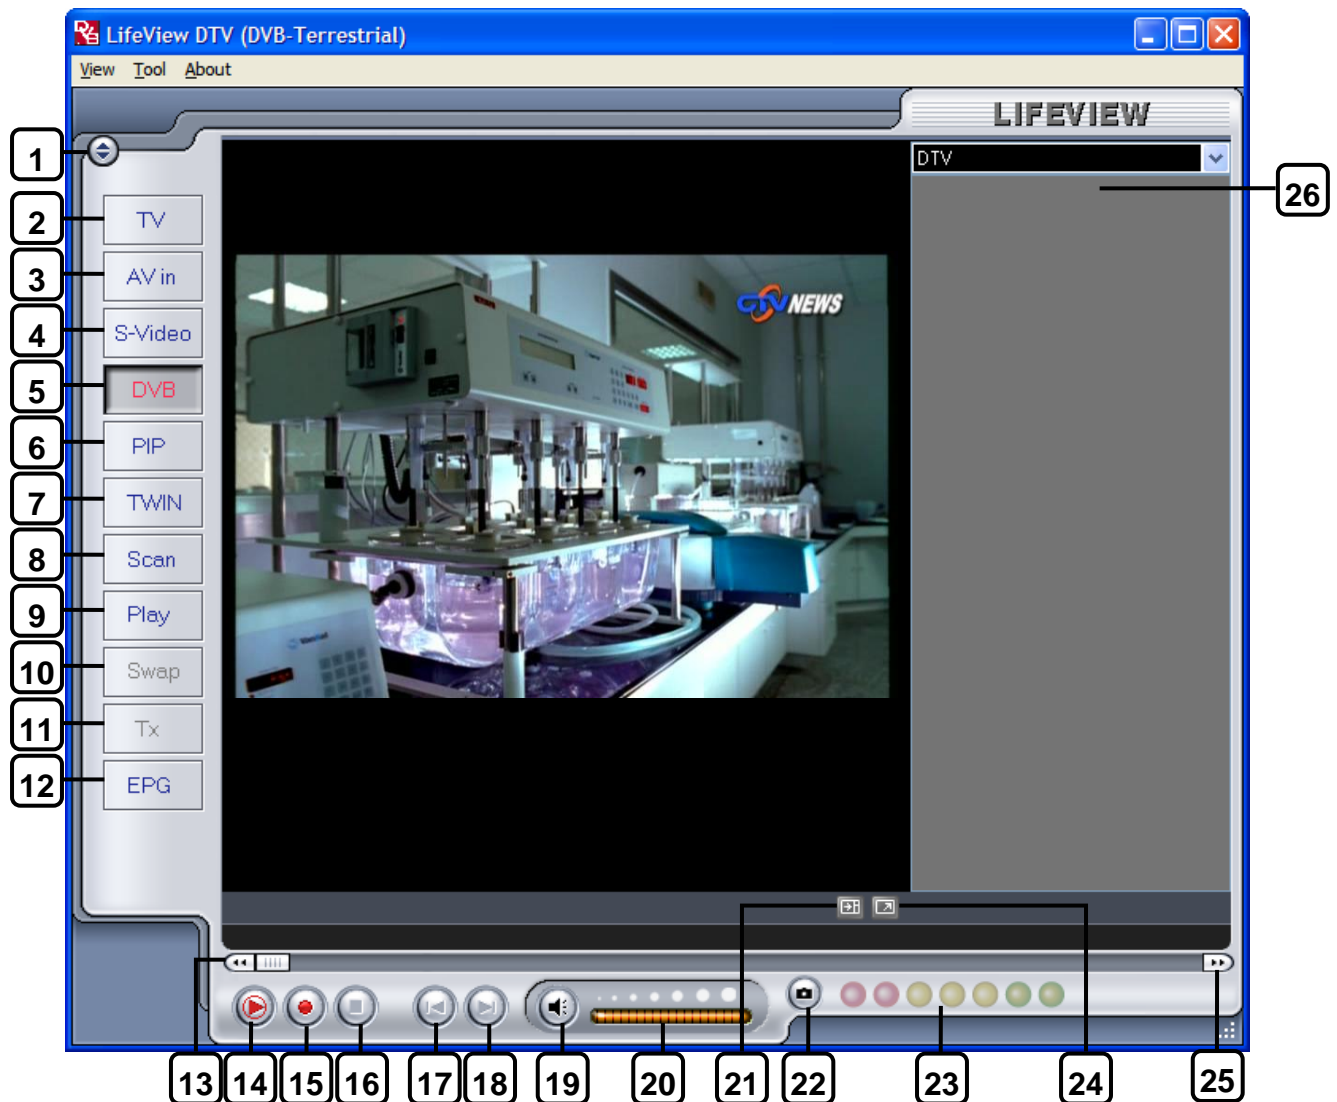 LifeView DTV (DVB-Terrestrial)
View Tool About
LIFEVIEW
DTV
1
26
2 TV
3 AV in
4 S-Video
5 DVB
6 PIP
7 TWIN
8 Scan
9 Play
10 Swap
11 Tx
12 EPG
GTV NEWS
13 14 15 16 17 18 19 20 21 22 23 24 25